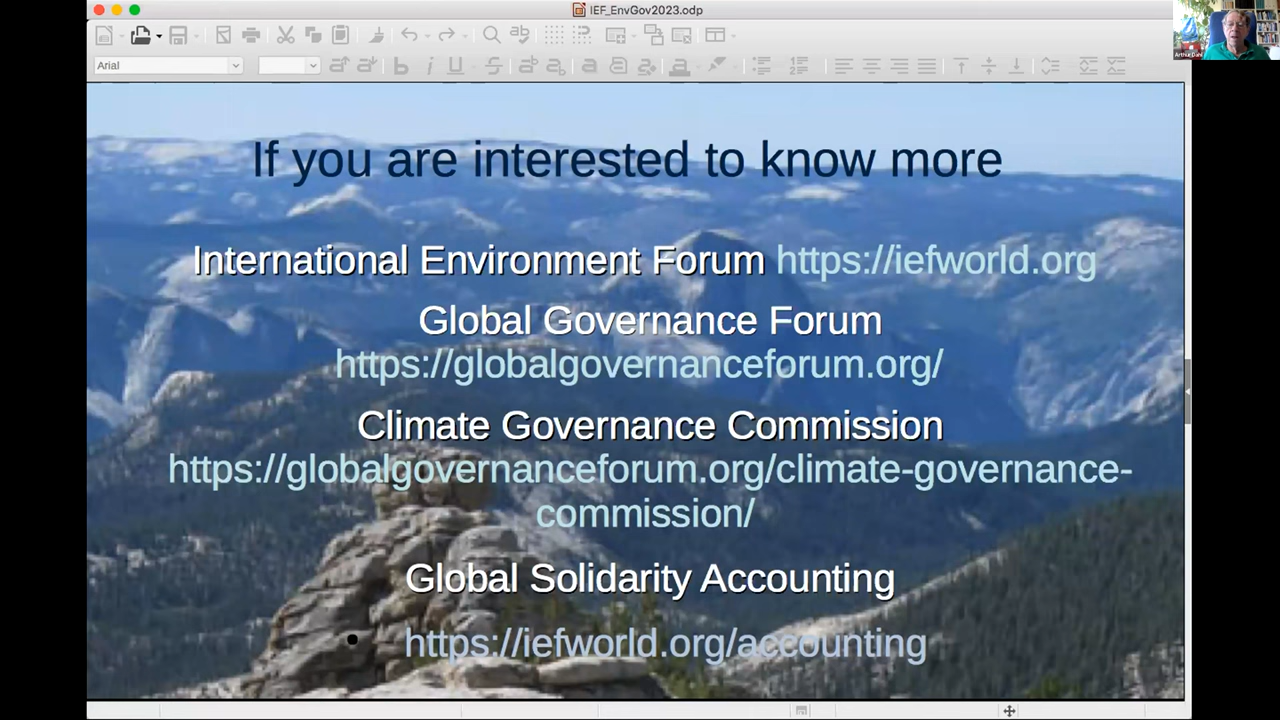 IEF_EnvGov2023.odp
Arial
If you are interested to know more
International Environment Forum https://iefworld.org
Global Governance Forum
https://globalgovernanceforum.org/
Climate Governance Commission
https://globalgovernanceforum.org/climate-governance-
commission/
Global Solidarity Accounting
• https://iefworld.org/accounting